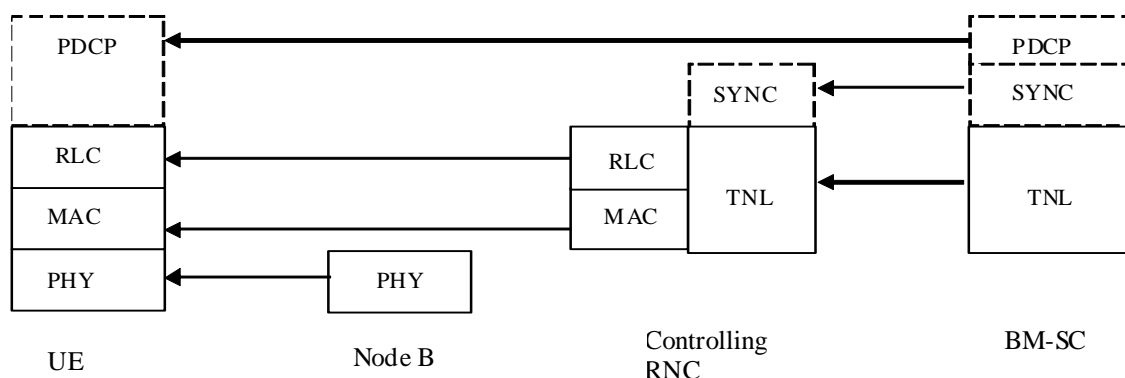 PDCP
PDCP
SYNC
SYNC
RLC
RLC
TNL
TNL
MAC
MAC
PHY
PHY
UE
Node B
Controlling
RNC
BM-SC